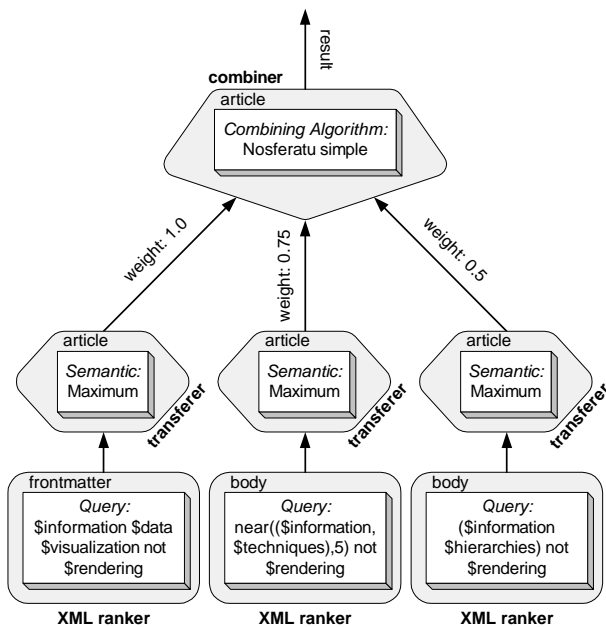 result
combiner
article
Combining Algorithm:
Nosferatu simple
weight: 1.0
weight: 0.75
weight: 0.5
article
Semantic:
Maximum
transferer
article
Semantic:
Maximum
transferer
article
Semantic:
Maximum
transferer
frontmatter
Query:
$information $data
$visualization not
$rendering
XML ranker
body
Query:
near(($information,
$techniques),5) not
$rendering
XML ranker
body
Query:
($information
$hierarchies) not
$rendering
XML ranker